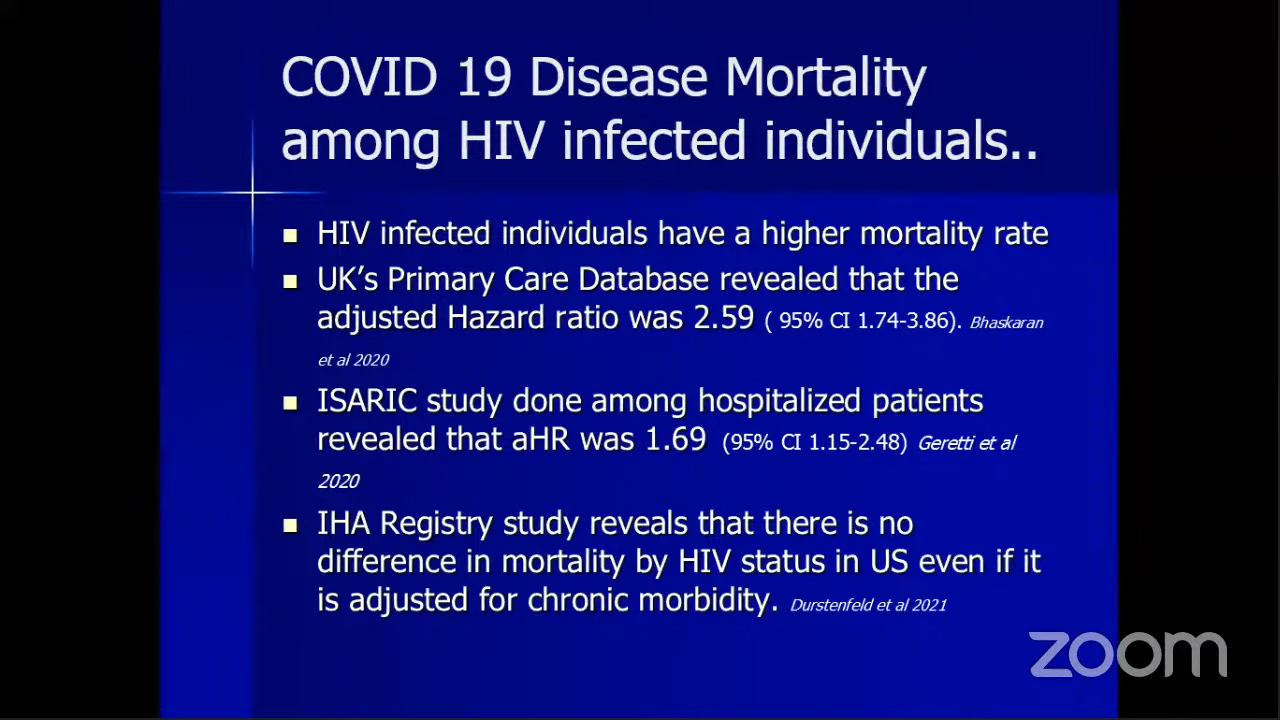 COVID 19 Disease Mortality
among HIV infected individuals..
HIV infected individuals have a higher mortality rate
UK’s Primary Care Database revealed that the
adjusted Hazard ratio was 2.59 ( 95% CI 1.74-3.86). Bhaskaran
et al 2020
ISARIC study done among hospitalized patients
revealed that aHR was 1.69 (95% CI 1.15-2.48) Geretti et al
2020
IHA Registry study reveals that there is no
difference in mortality by HIV status in US even if it
is adjusted for chronic morbidity. Durstenfeld et al 2021
zoom